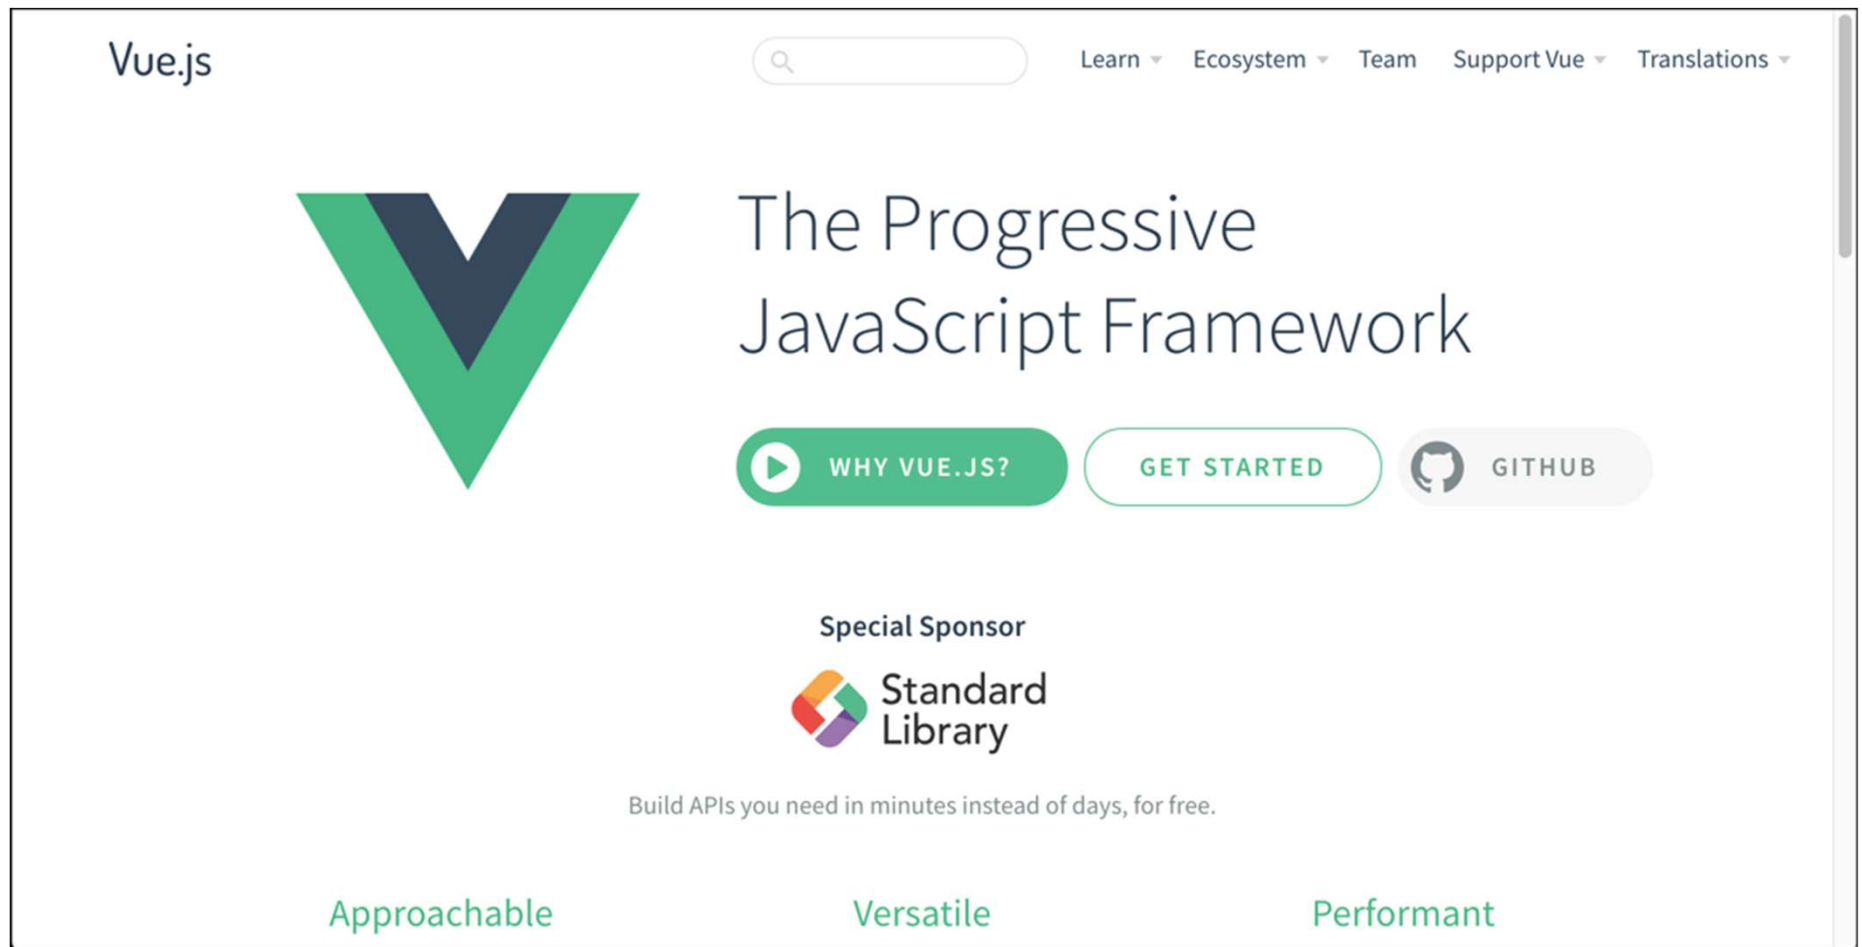 Vue.js
Learn Ecosystem Team Support Vue Translations
The Progressive
JavaScript Framework
WHY VUE.JS? GET STARTED GITHUB
Special Sponsor
Standard
Library
Build APIs you need in minutes instead of days, for free.
Approachable Versatile Performant